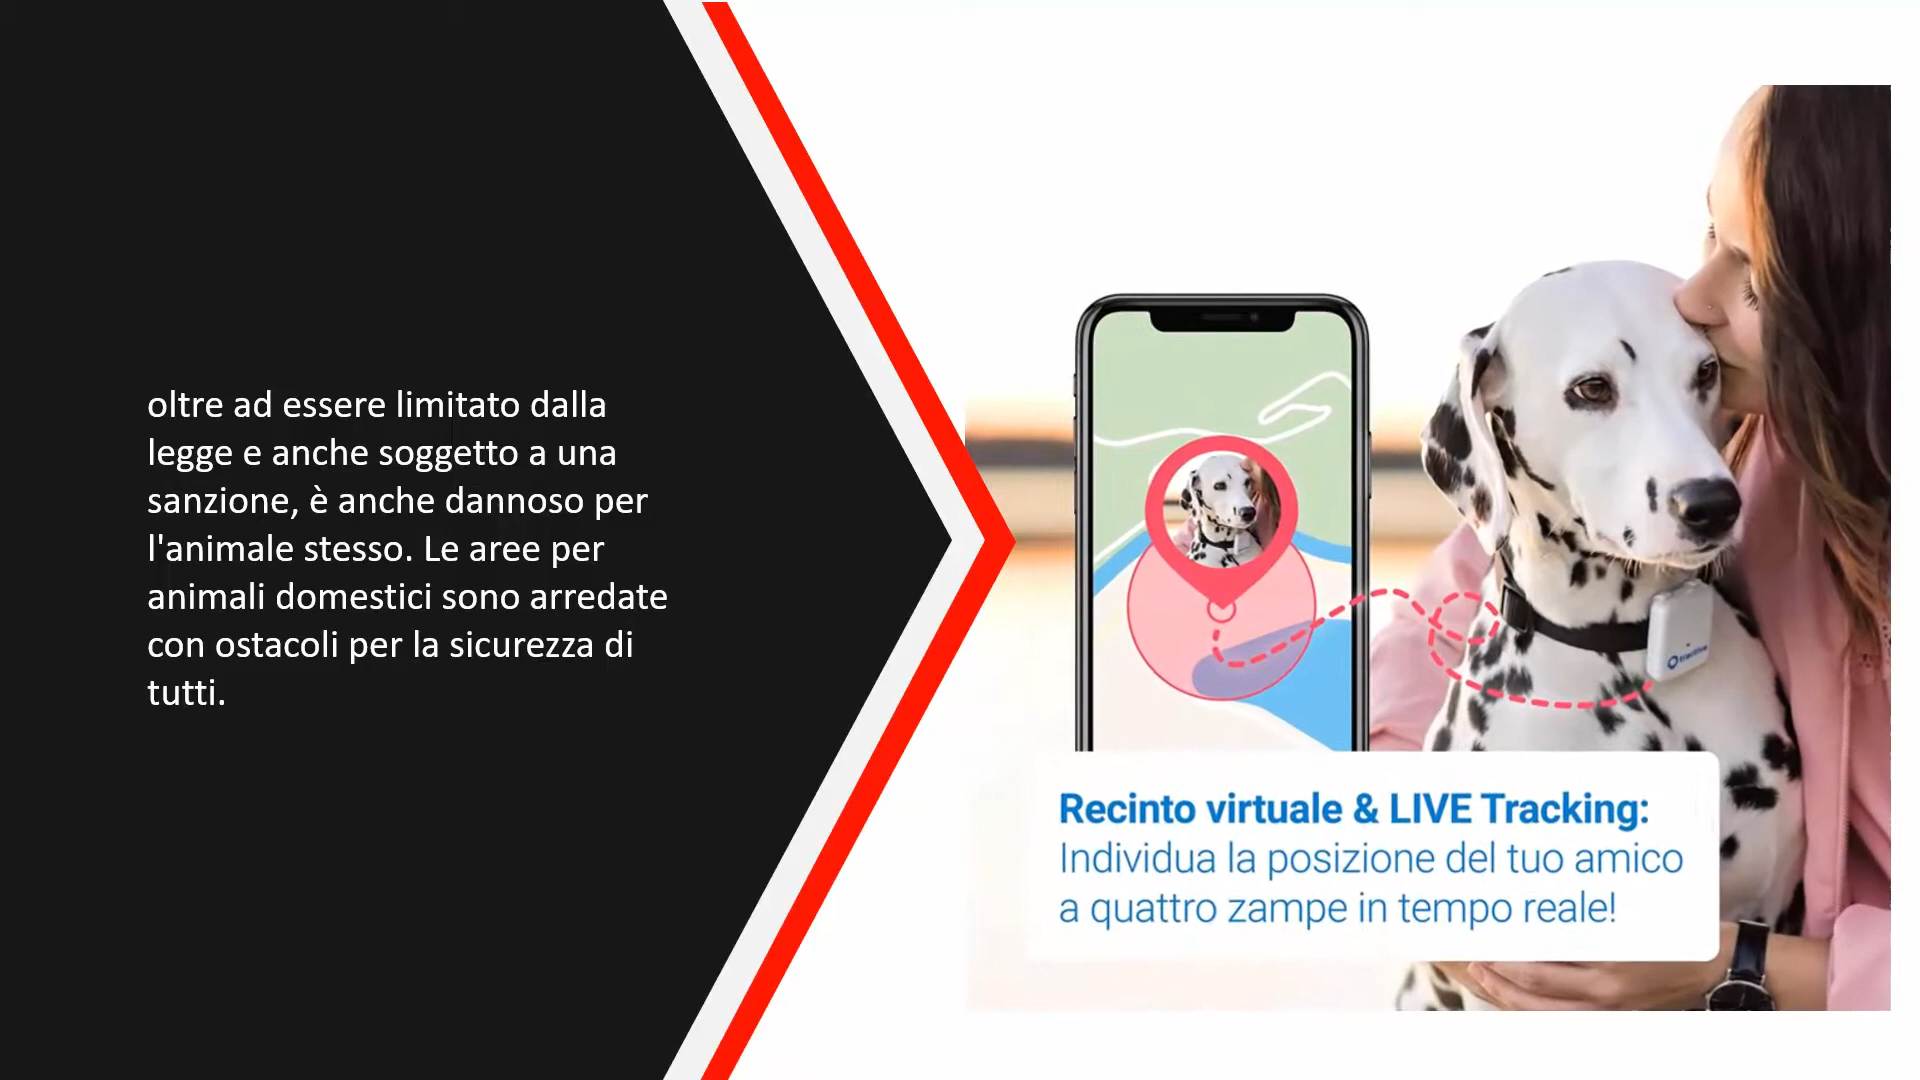 oltre ad essere limitato dalla
legge e anche soggetto a una
sanzione, è anche dannoso per
l'animale stesso. Le aree per
animali domestici sono arredate
con ostacoli per la sicurezza di
tutti.
tractive
Recinto virtuale & LIVE Tracking:
Individua la posizione del tuo amico
a quattro zampe in tempo reale!